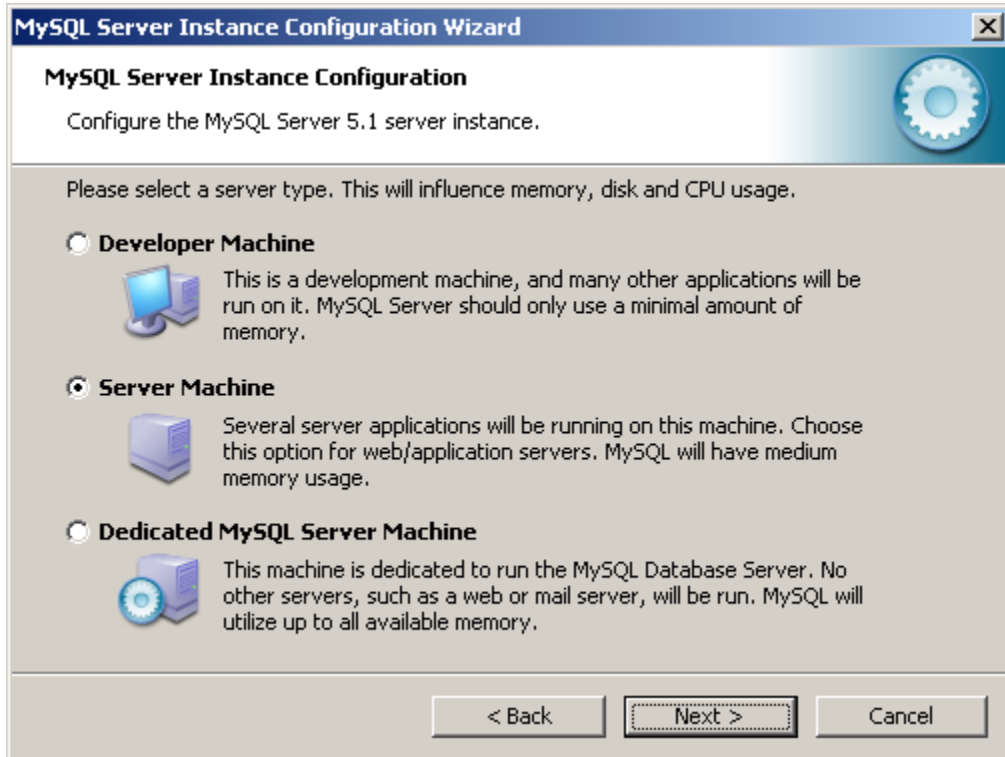 MySQL Server Instance Configuration Wizard
MySQL Server Instance Configuration
Configure the MySQL Server 5.1 server instance.
Please select a server type. This will influence memory, disk and CPU usage.
Developer Machine
This is a development machine, and many other applications will be
run on it. MySQL Server should only use a minimal amount of
memory.
Server Machine
Several server applications will be running on this machine. Choose
this option for web/application servers. MySQL will have medium
memory usage.
Dedicated MySQL Server Machine
This machine is dedicated to run the MySQL Database Server. No
other servers, such as a web or mail server, will be run. MySQL will
utilize up to all available memory.
< Back Next > Cancel